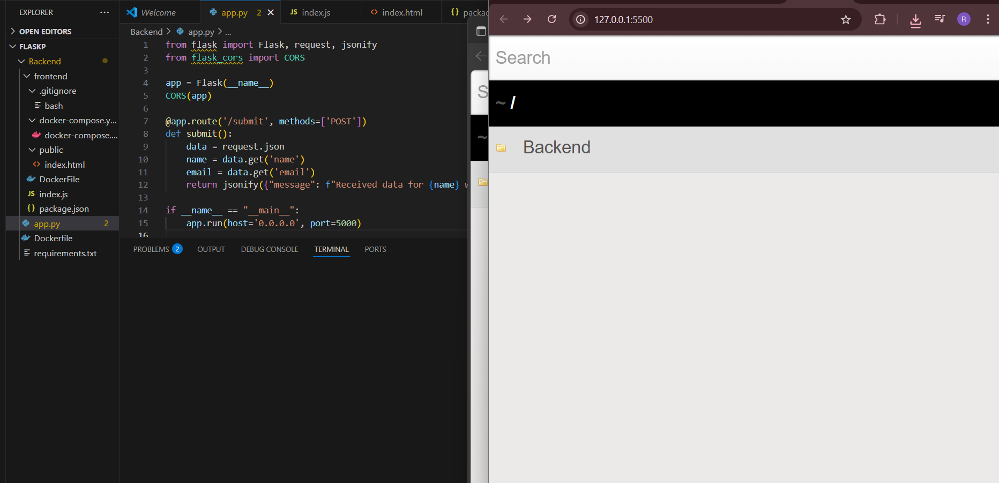 EXPLORER
OPEN EDITORS
FLASKP
Backend
frontend
.gitignore
bash
docker-compose.y...
docker-compose....
public
index.html
DockerFile
JS index.js
{} package.json
app.py 2
Dockerfile
requirements.txt
Welcome
app.py 2
JS index.js
index.html
{} packac
Backend > app.py > ...
1 from flask import Flask, request, jsonify
2 from flask_cors import CORS
3
4 app = Flask(__name__)
5 CORS(app)
6
7 @app.route('/submit', methods=['POST'])
8 def submit():
9 data = request.json
10 name = data.get('name')
11 email = data.get('email')
12 return jsonify({"message": f"Received data for {name} w
13
14 if __name__ == "__main__":
15 app.run(host='0.0.0.0', port=5000)
16
PROBLEMS 2
OUTPUT
DEBUG CONSOLE
TERMINAL
PORTS
S
~
127.0.0.1:5500
R
Search
~ /
Backend